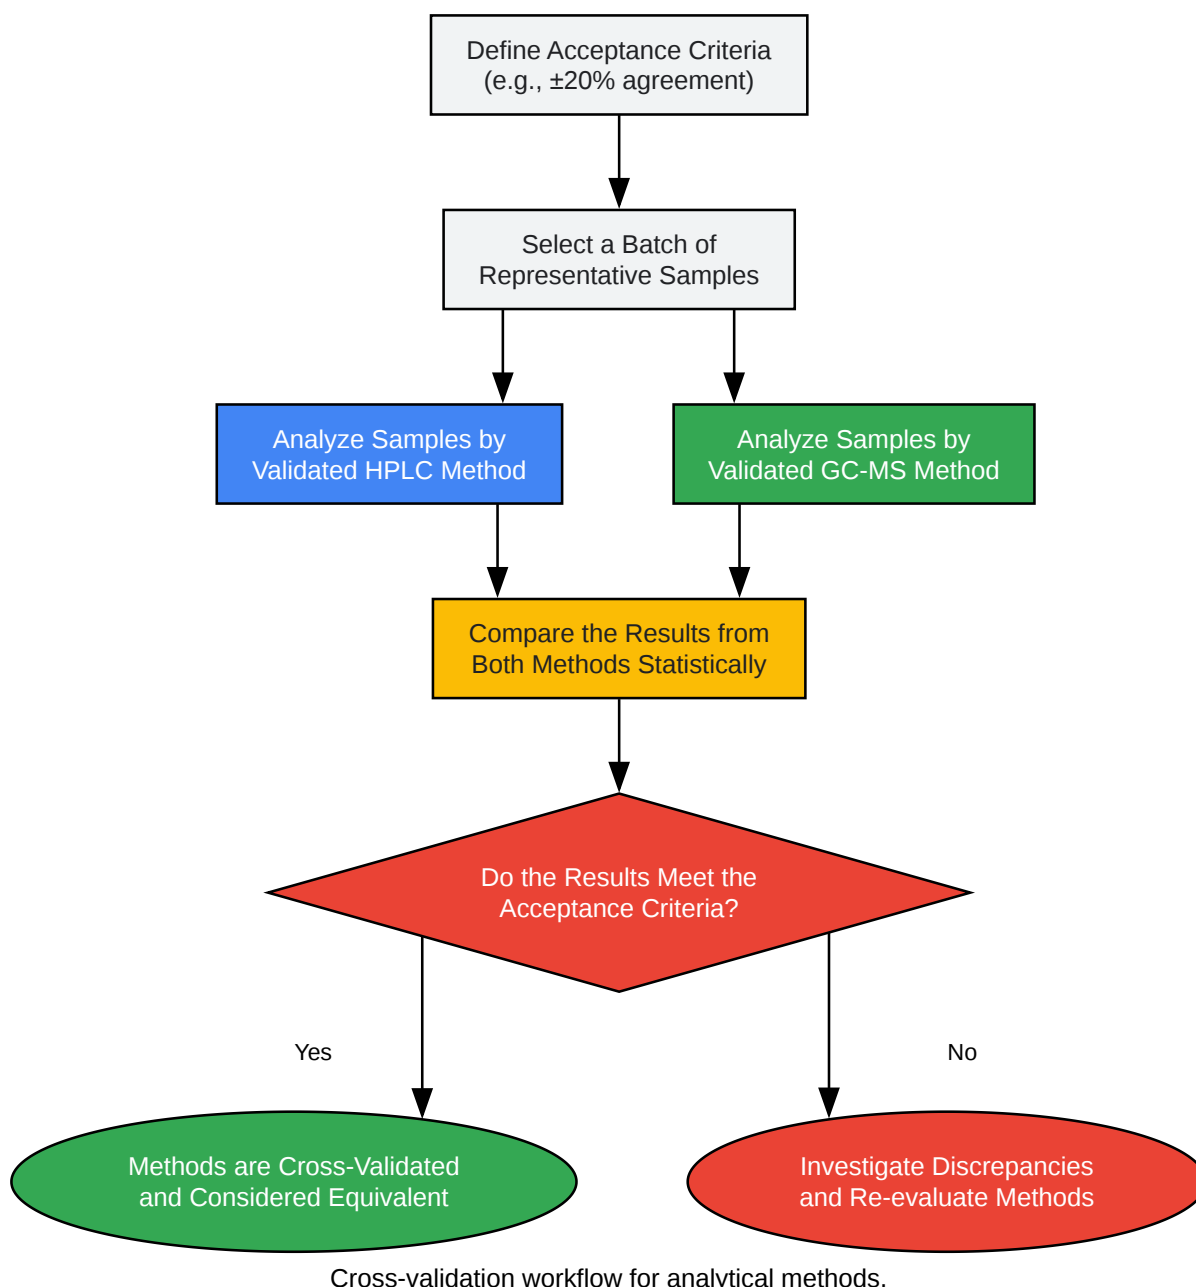 Define Acceptance Criteria
(e.g., ±20% agreement)
Select a Batch of
Representative Samples
Analyze Samples by
Validated HPLC Method
Analyze Samples by
Validated GC-MS Method
Compare the Results from
Both Methods Statistically
Do the Results Meet the
Acceptance Criteria?
Yes
No
Methods are Cross-Validated
and Considered Equivalent
Investigate Discrepancies
and Re-evaluate Methods
Cross-validation workflow for analytical methods.